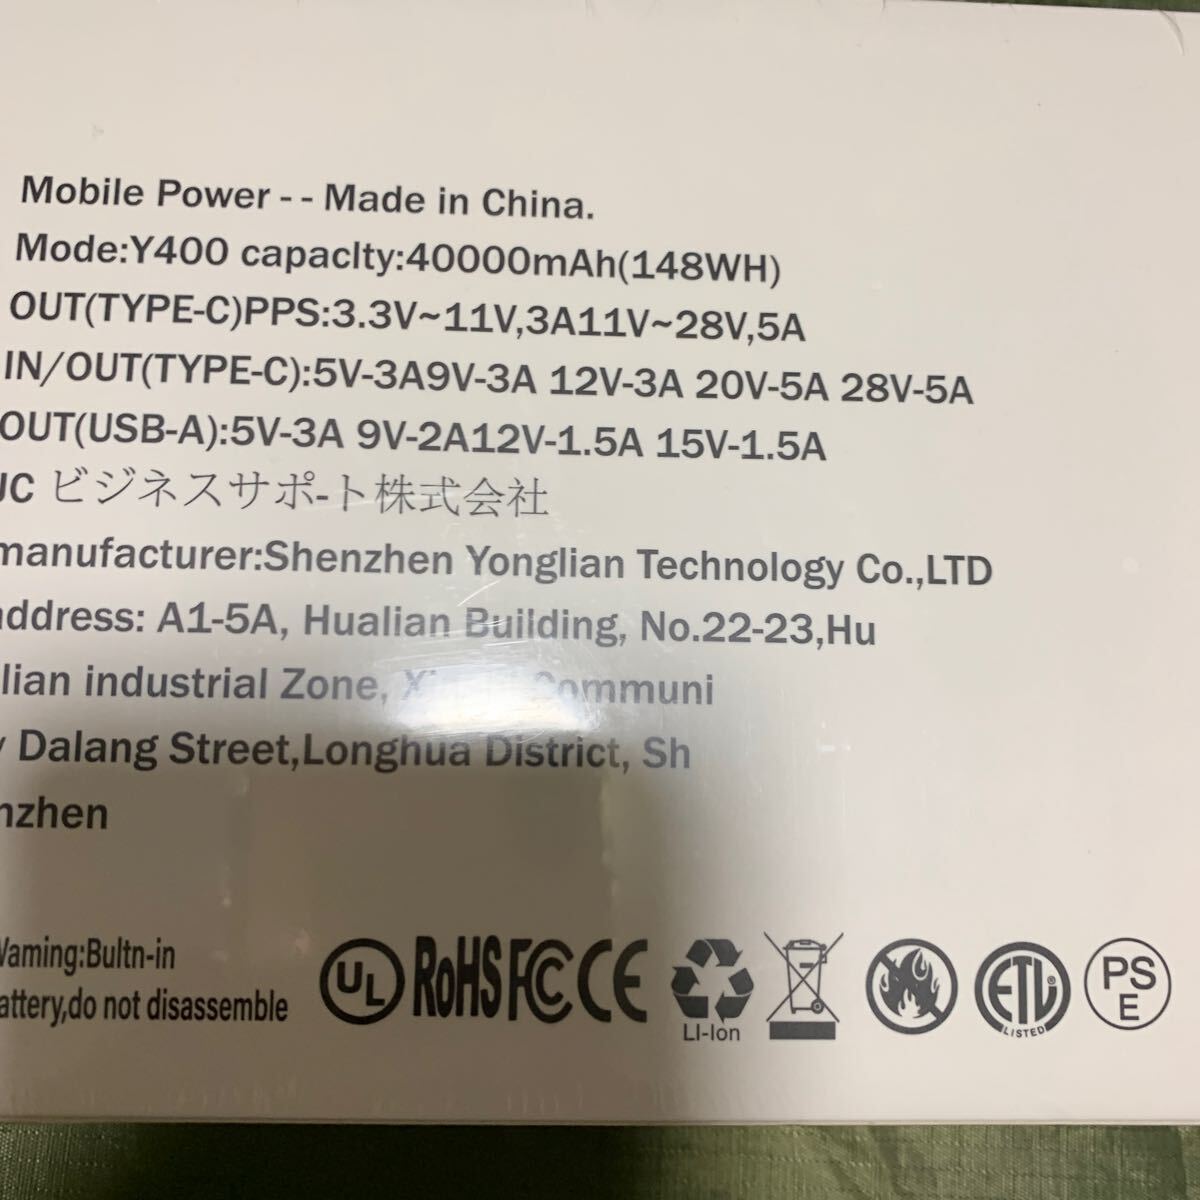 Mobile Power - - Made in China.
Mode:Y400 capaclty:40000mAh(148WH)
OUT(TYPE-C)PPS:3.3V~11V,3A11V~28V,5A
IN/OUT(TYPE-C):5V-3A9V-3A 12V-3A 20V-5A 28V-5A
OUT(USB-A):5V-3A 9V-2A12V-1.5A 15V-1.5A
JC ビジネスサポ-ト株式会社
manufacturer:Shenzhen Yonglian Technology Co.,LTD
address: A1-5A, Hualian Building, No.22-23,Hu
lian industrial Zone, Communi
y Dalang Street,Longhua District, Sh
nzhen
Waming:Bultn-in
attery,do not disassemble
UL RoHS FC CE
LI-Ion
ETL LISTED
PS
E